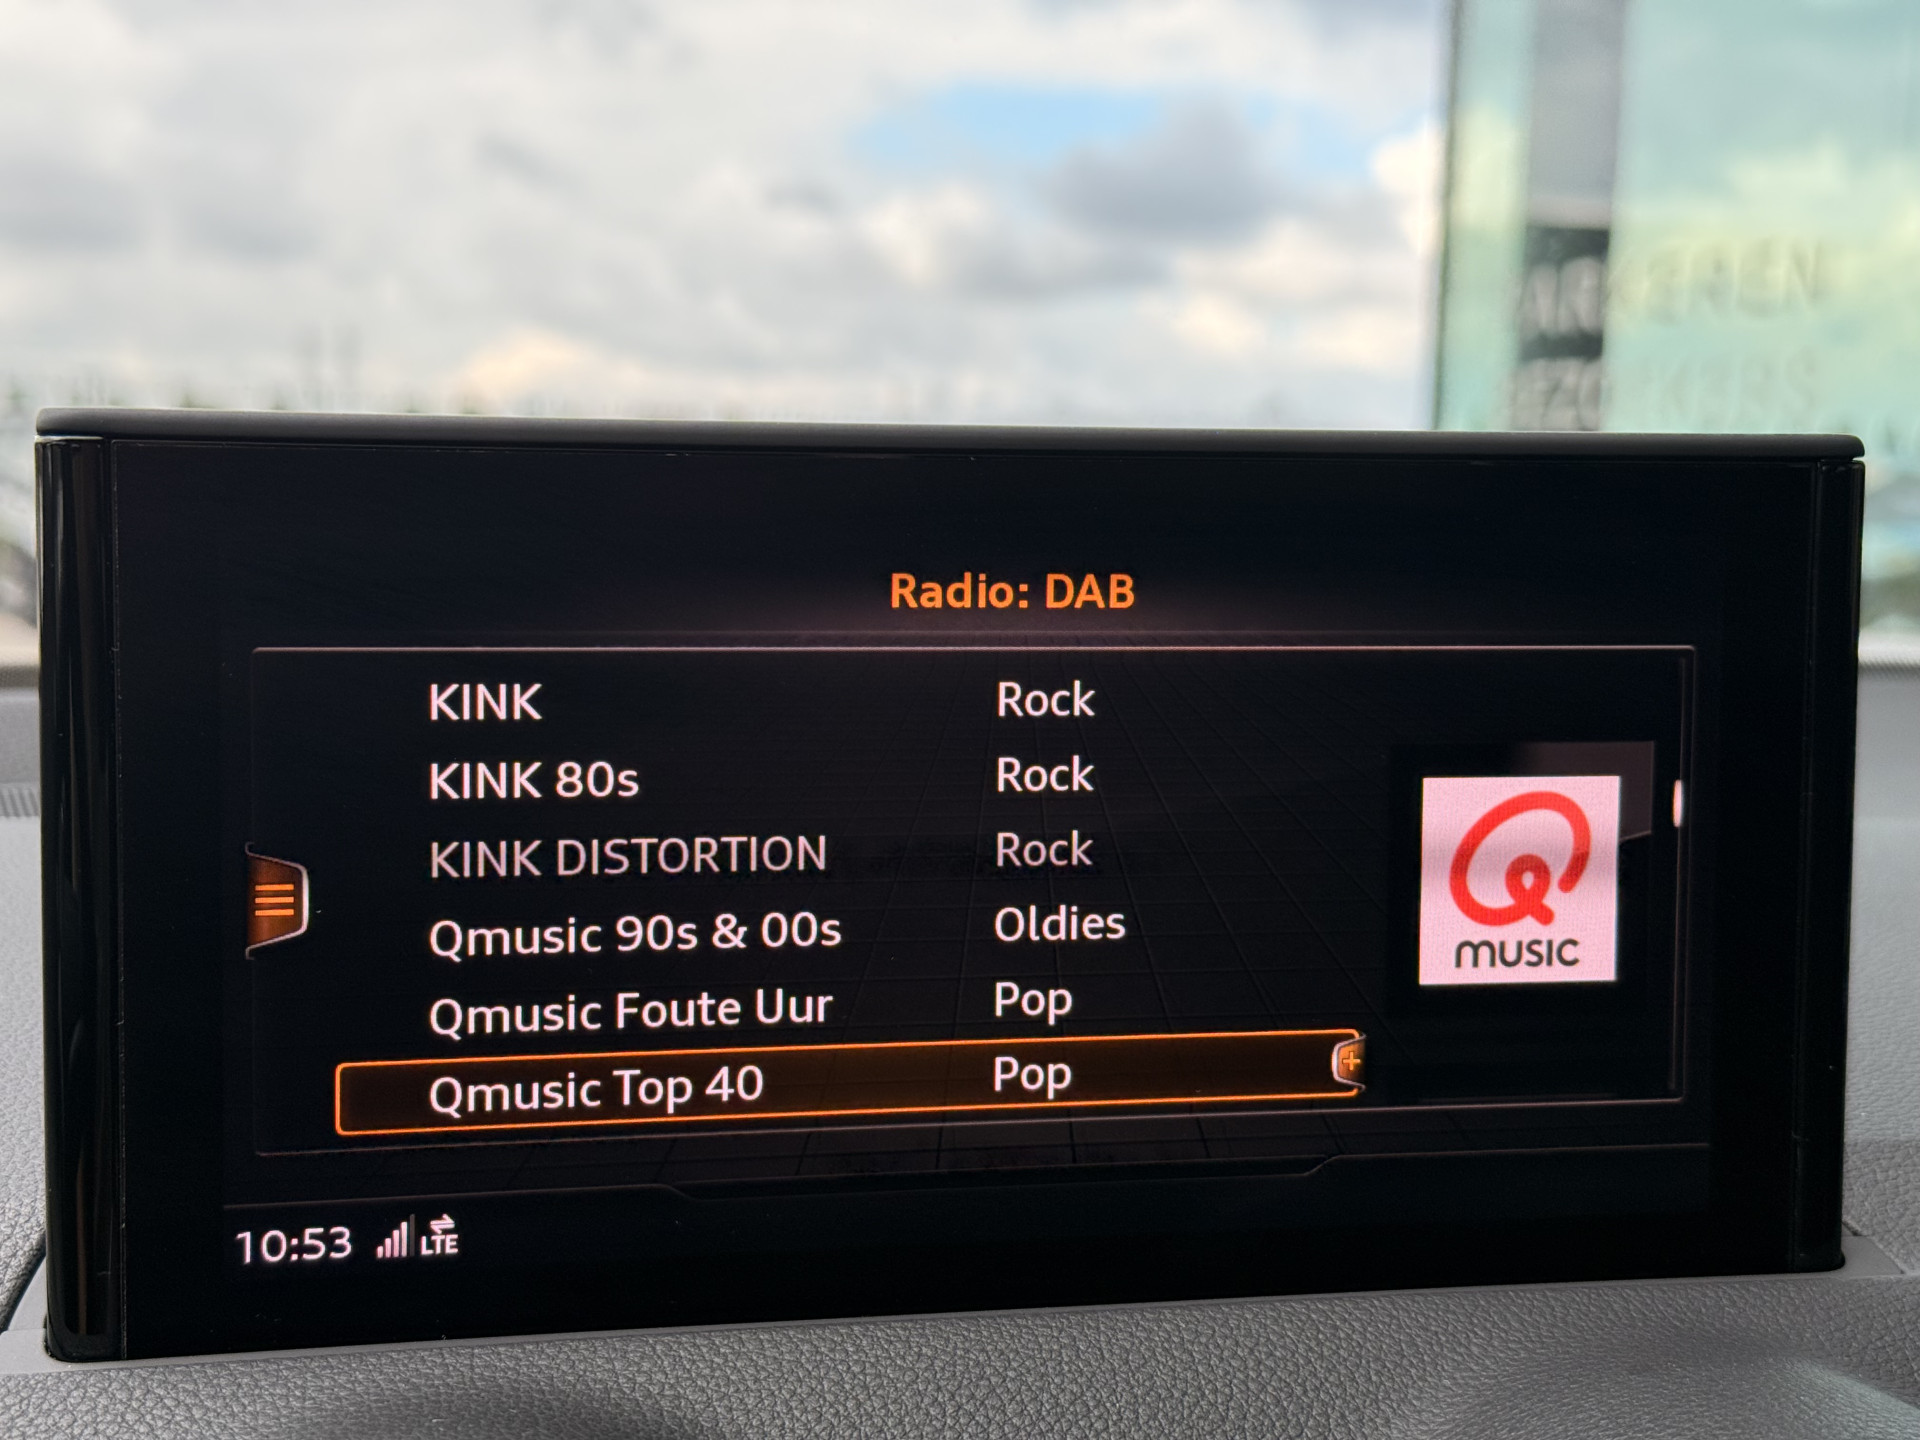 Radio: DAB
KINK Rock
KINK 80s Rock
KINK DISTORTION Rock
Qmusic 90s & 00s Oldies
Qmusic Foute Uur Pop
Qmusic Top 40 Pop
Q
MUSIC
10:53 LTE